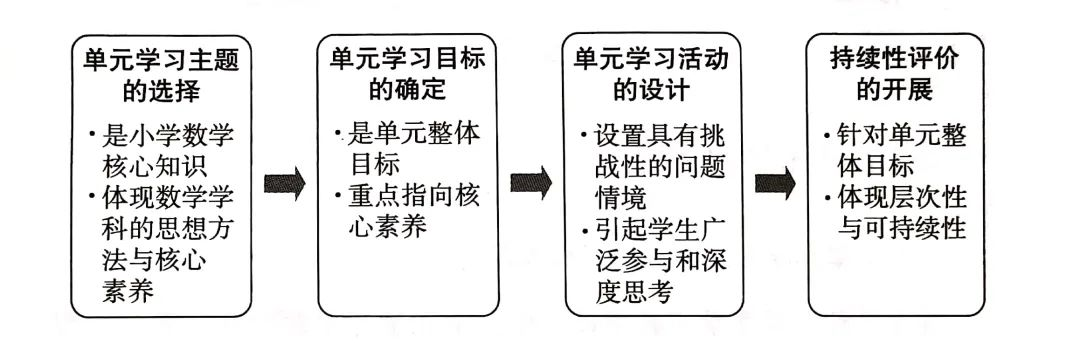 单元学习主题
的选择
·是小学数学
核心知识
·体现数学学
科的思想方
法与核心
素养
单元学习目标
的确定
·是单元整体
目标
·重点指向核
心素养
单元学习活动
的设计
·设置具有挑
战性的问题
情境
·引起学生广
泛参与和深
度思考
持续性评价
的开展
·针对单元整
体目标
·体现层次性
与可持续性